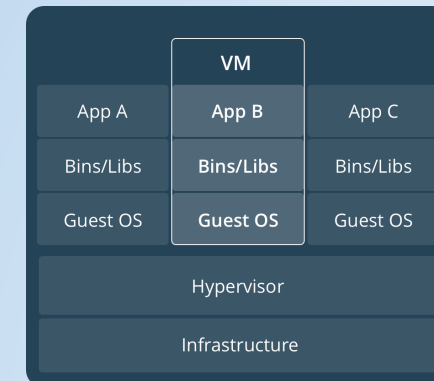 VM
App A App B App C
Bins/Libs Bins/Libs Bins/Libs
Guest OS Guest OS Guest OS
Hypervisor
Infrastructure